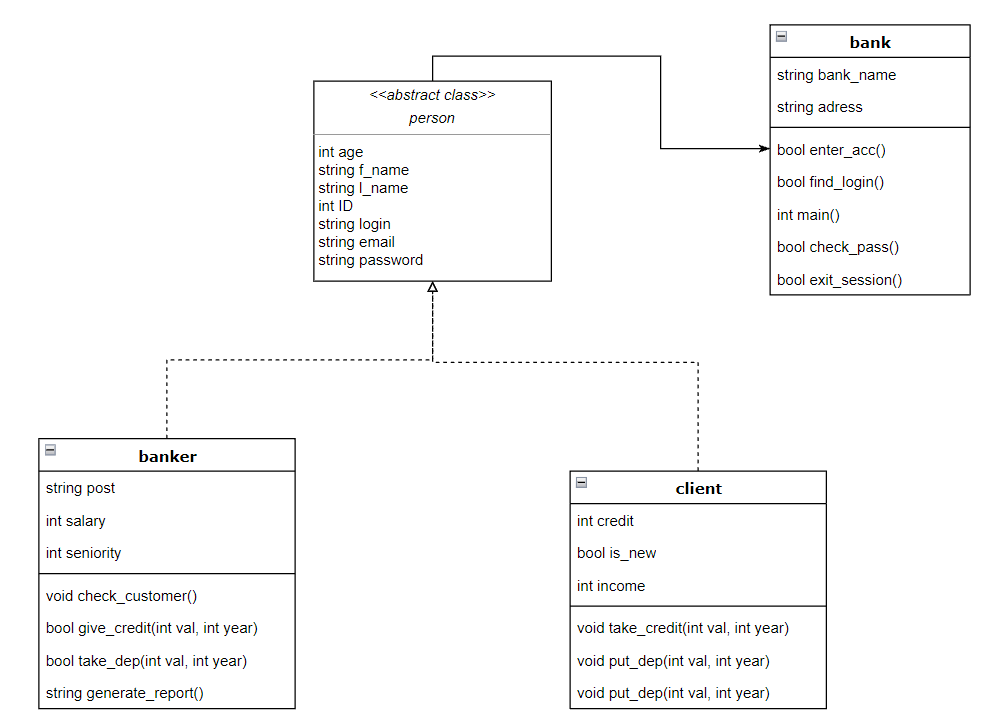 <<abstract class>>
person
int age
string f_name
string l_name
int ID
string login
string email
string password
bank
string bank_name
string adress
bool enter_acc()
bool find_login()
int main()
bool check_pass()
bool exit_session()
banker
string post
int salary
int seniority
void check_customer()
bool give_credit(int val, int year)
bool take_dep(int val, int year)
string generate_report()
client
int credit
bool is_new
int income
void take_credit(int val, int year)
void put_dep(int val, int year)
void put_dep(int val, int year)